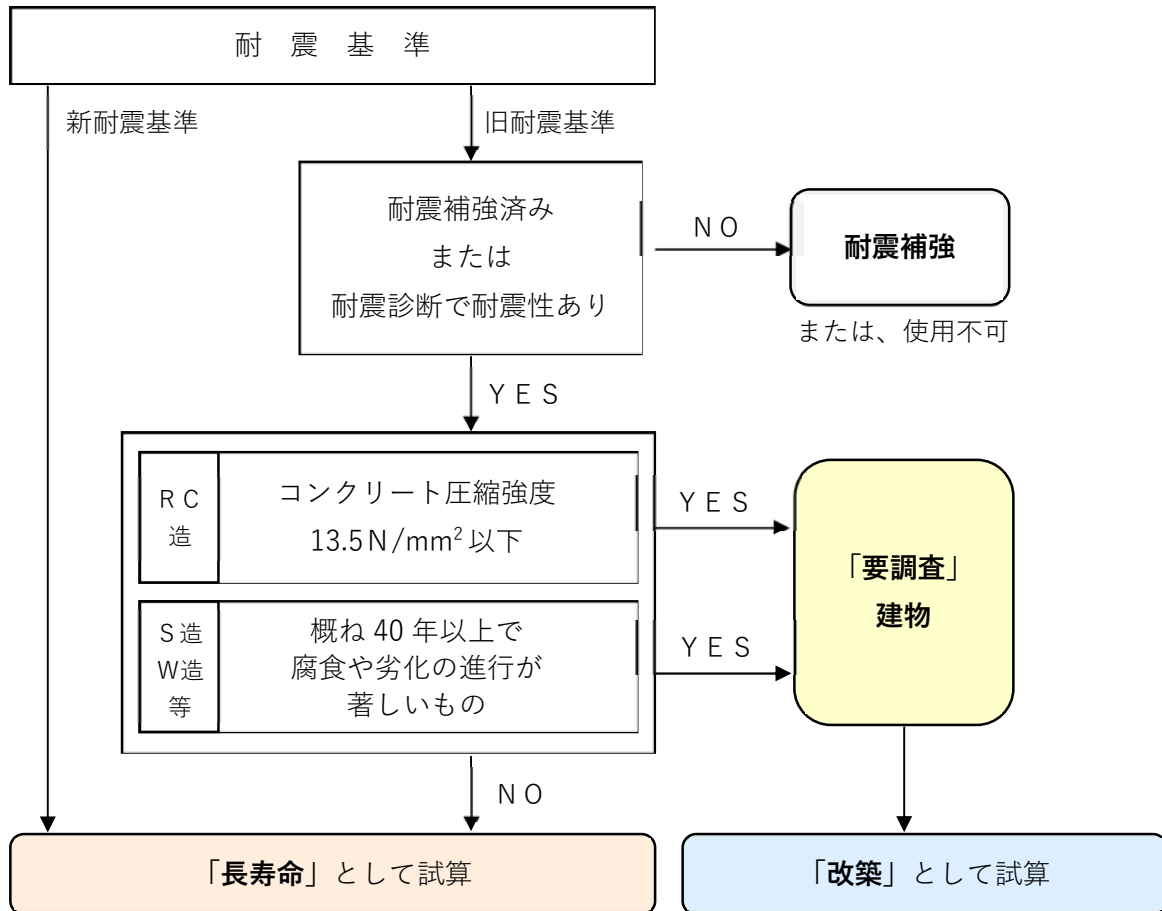 耐 震 基 準
新耐震基準
旧耐震基準
耐震補強済み
または
耐震診断で耐震性あり
ＮＯ
耐震補強
または、使用不可
ＹＥＳ
ＲＣ
造
コンクリート圧縮強度
13.5Ｎ/mm²以下
ＹＥＳ
Ｓ造
Ｗ造
等
概ね 40 年以上で
腐食や劣化の進行が
著しいもの
ＹＥＳ
「要調査」
建物
ＮＯ
「長寿命」として試算
「改築」として試算